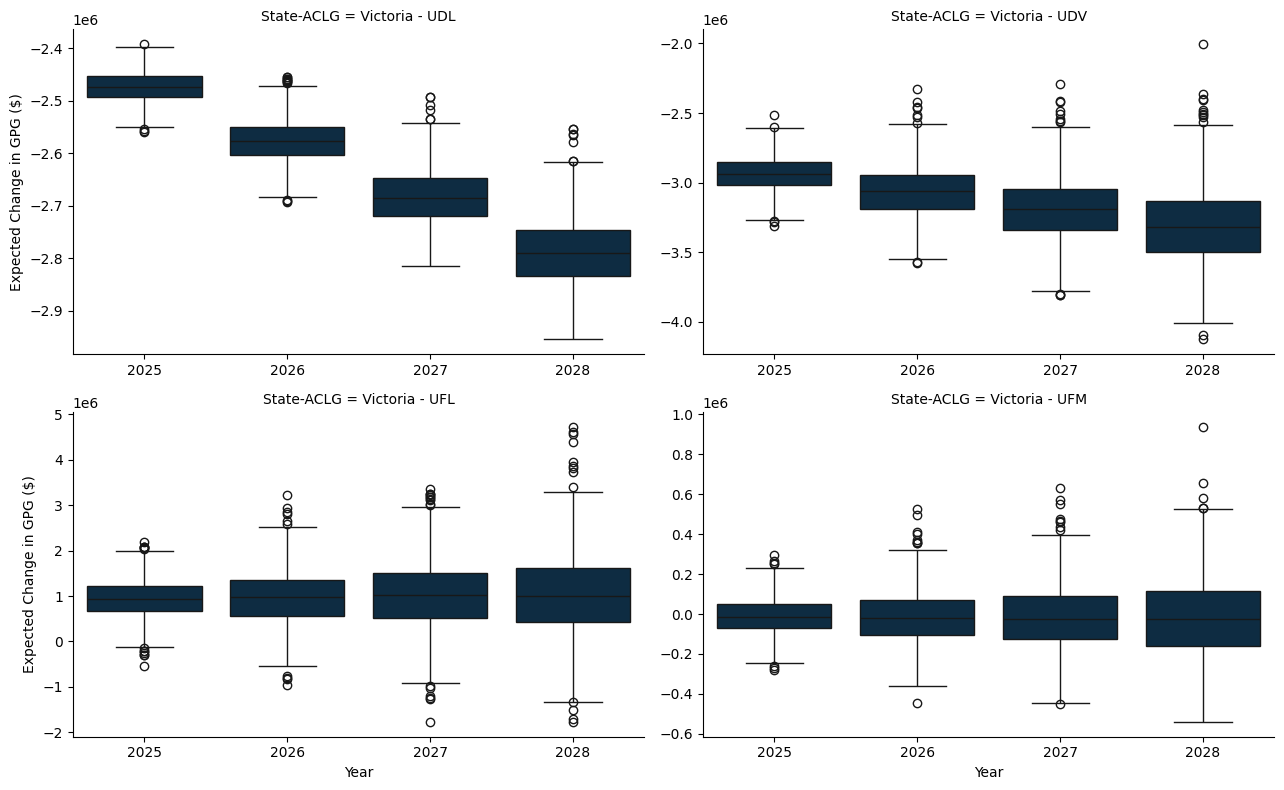 State-ACLG = Victoria - UDL
1e6
Expected Change in GPG ($)
−2.4
−2.5
−2.6
−2.7
−2.8
−2.9
2025 2026 2027 2028
State-ACLG = Victoria - UDV
1e6
−2.0
−2.5
−3.0
−3.5
−4.0
2025 2026 2027 2028
State-ACLG = Victoria - UFL
1e6
Expected Change in GPG ($)
5
4
3
2
1
0
−1
−2
2025 2026 2027 2028
Year
State-ACLG = Victoria - UFM
1e6
1.0
0.8
0.6
0.4
0.2
0.0
−0.2
−0.4
−0.6
2025 2026 2027 2028
Year